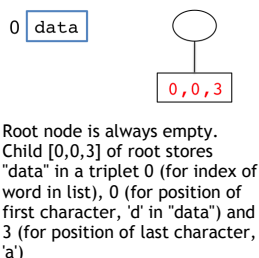 0 data
0,0,3
Root node is always empty.
Child [0,0,3] of root stores
"data" in a triplet 0 (for index of
word in list), 0 (for position of
first character, 'd' in "data") and
3 (for position of last character,
'a')